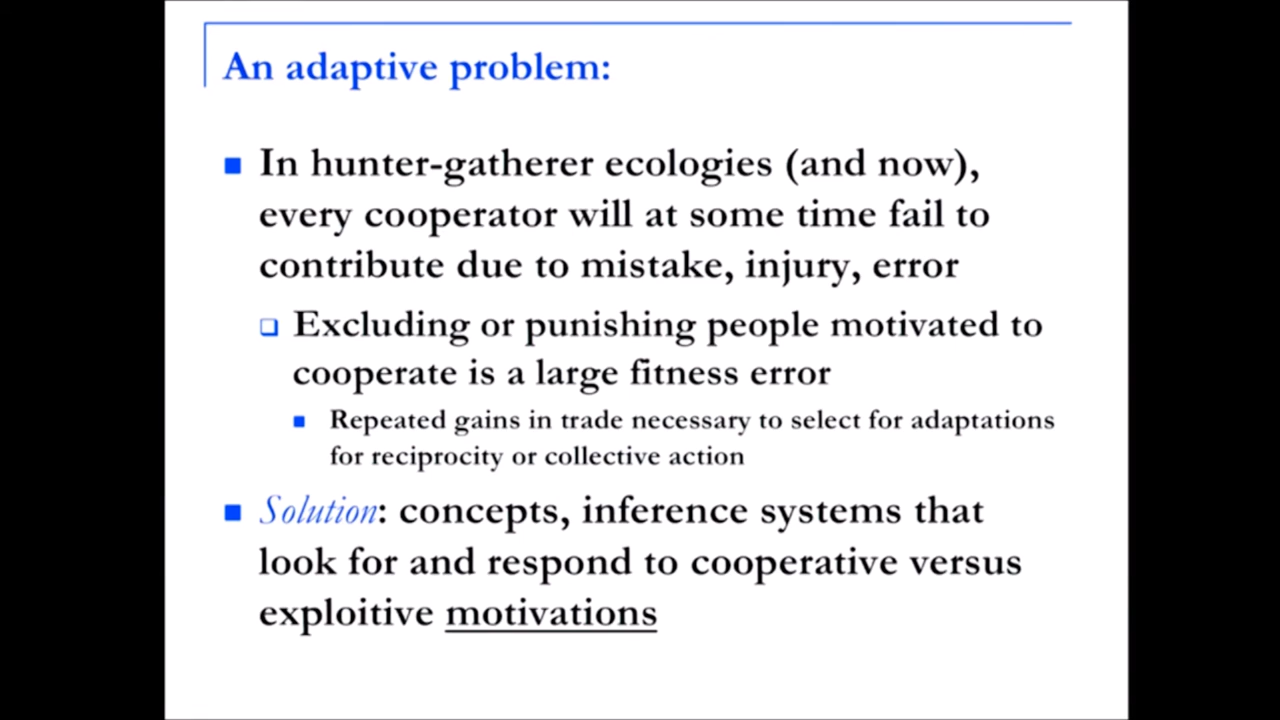 An adaptive problem:
In hunter-gatherer ecologies (and now),
every cooperator will at some time fail to
contribute due to mistake, injury, error
Excluding or punishing people motivated to
cooperate is a large fitness error
Repeated gains in trade necessary to select for adaptations
for reciprocity or collective action
Solution: concepts, inference systems that
look for and respond to cooperative versus
exploitive motivations